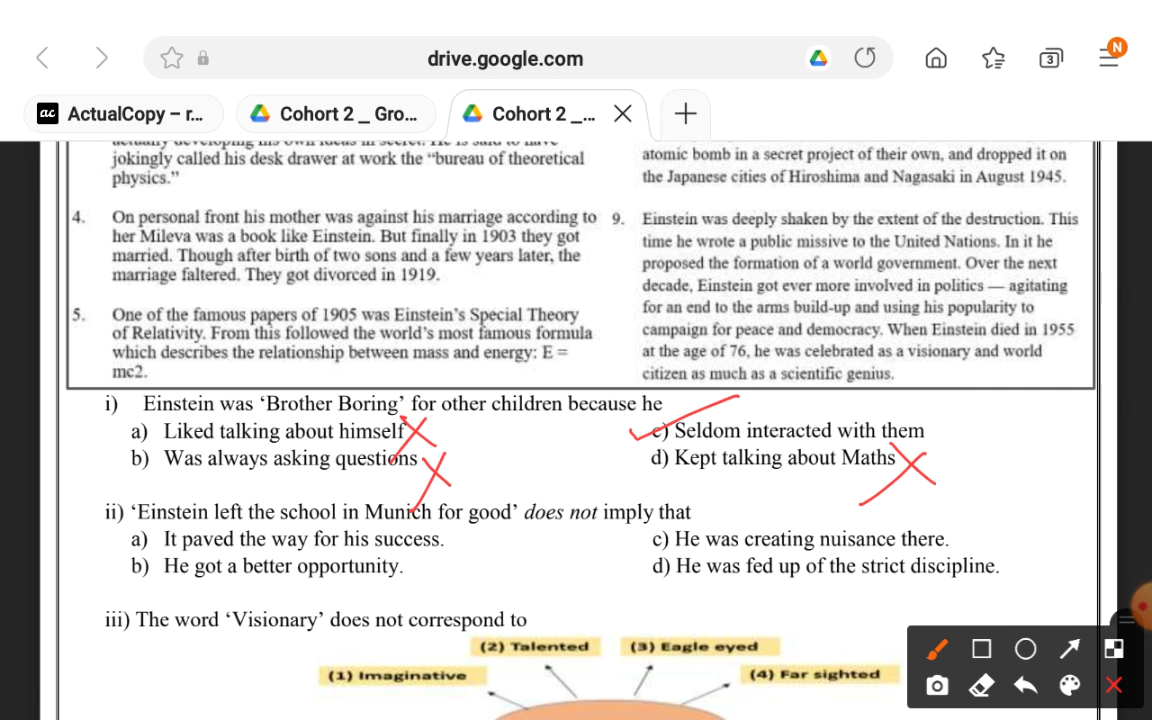 drive.google.com
3
N
ac ActualCopy – r...
Cohort 2 _ Gro...
Cohort 2 _...
actually developing his own ideas in secret. He is said to have
jokingly called his desk drawer at work the “bureau of theoretical
physics.”
4. On personal front his mother was against his marriage according to
her Mileva was a book like Einstein. But finally in 1903 they got
married. Though after birth of two sons and a few years later, the
marriage faltered. They got divorced in 1919.
5. One of the famous papers of 1905 was Einstein’s Special Theory
of Relativity. From this followed the world’s most famous formula
which describes the relationship between mass and energy: E =
mc2.
atomic bomb in a secret project of their own, and dropped it on
the Japanese cities of Hiroshima and Nagasaki in August 1945.
9. Einstein was deeply shaken by the extent of the destruction. This
time he wrote a public missive to the United Nations. In it he
proposed the formation of a world government. Over the next
decade, Einstein got ever more involved in politics — agitating
for an end to the arms build-up and using his popularity to
campaign for peace and democracy. When Einstein died in 1955
at the age of 76, he was celebrated as a visionary and world
citizen as much as a scientific genius.
i) Einstein was ‘Brother Boring’ for other children because he
a) Liked talking about himself
b) Was always asking questions
c) Seldom interacted with them
d) Kept talking about Maths
ii) ‘Einstein left the school in Munich for good’ does not imply that
a) It paved the way for his success.
b) He got a better opportunity.
c) He was creating nuisance there.
d) He was fed up of the strict discipline.
iii) The word ‘Visionary’ does not correspond to
(1) Imaginative
(2) Talented
(3) Eagle eyed
(4) Far sighted